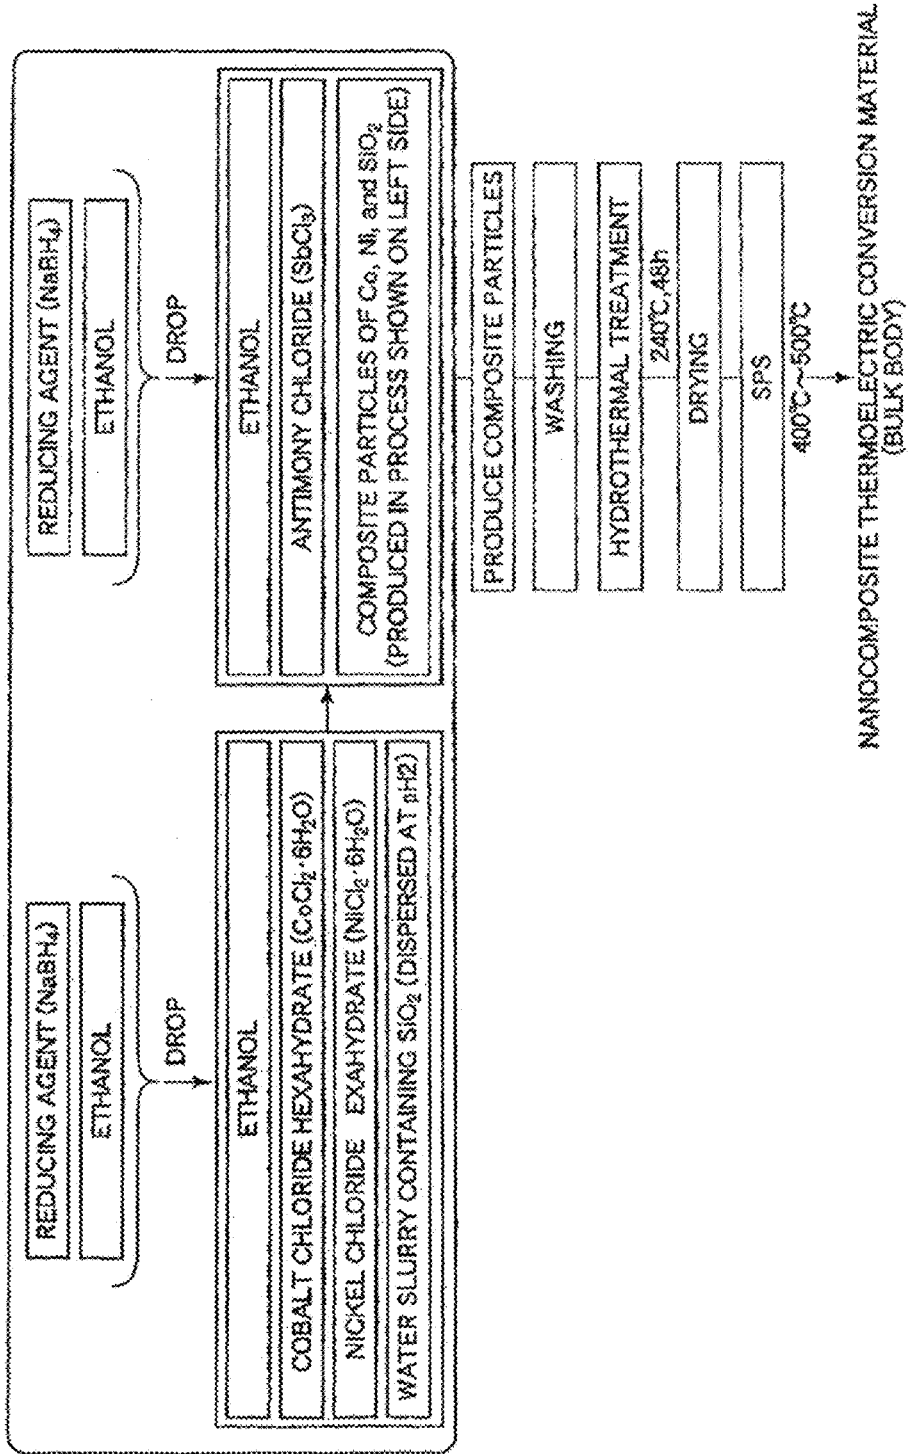 REDUCING AGENT (NaBH₄)
ETHANOL
DROP
ETHANOL
COBALT CHLORIDE HEXAHYDRATE (CoCl₂·6H₂O)
NICKEL CHLORIDE EXAHYDRATE (NiCl₂·6H₂O)
WATER SLURRY CONTAINING SiO₂ (DISPERSED AT pH2)
REDUCING AGENT (NaBH₄)
ETHANOL
DROP
ETHANOL
ANTIMONY CHLORIDE (SbCl₃)
COMPOSITE PARTICLES OF Co, Ni, and SiO₂
(PRODUCED IN PROCESS SHOWN ON LEFT SIDE)
PRODUCE COMPOSITE PARTICLES
WASHING
HYDROTHERMAL TREATMENT
240℃,48h
DRYING
SPS
400℃~500℃
NANOCOMPOSITE THERMOELECTRIC CONVERSION MATERIAL
(BULK BODY)